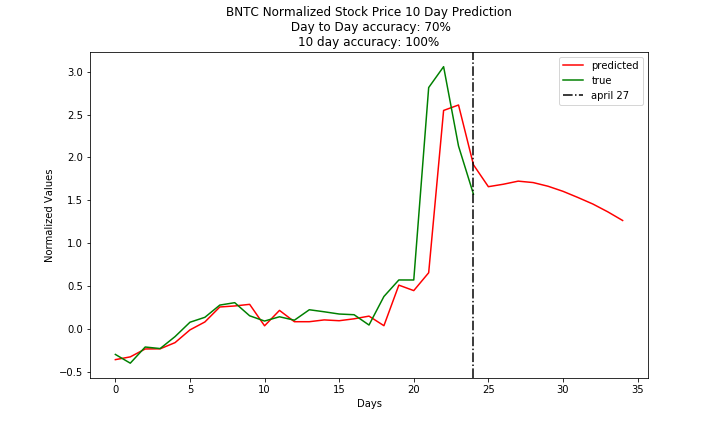 BNTC Normalized Stock Price 10 Day Prediction
Day to Day accuracy: 70%
10 day accuracy: 100%
predicted
true
april 27
3.0
2.5
2.0
1.5
1.0
0.5
0.0
−0.5
Normalized Values
0 5 10 15 20 25 30 35
Days